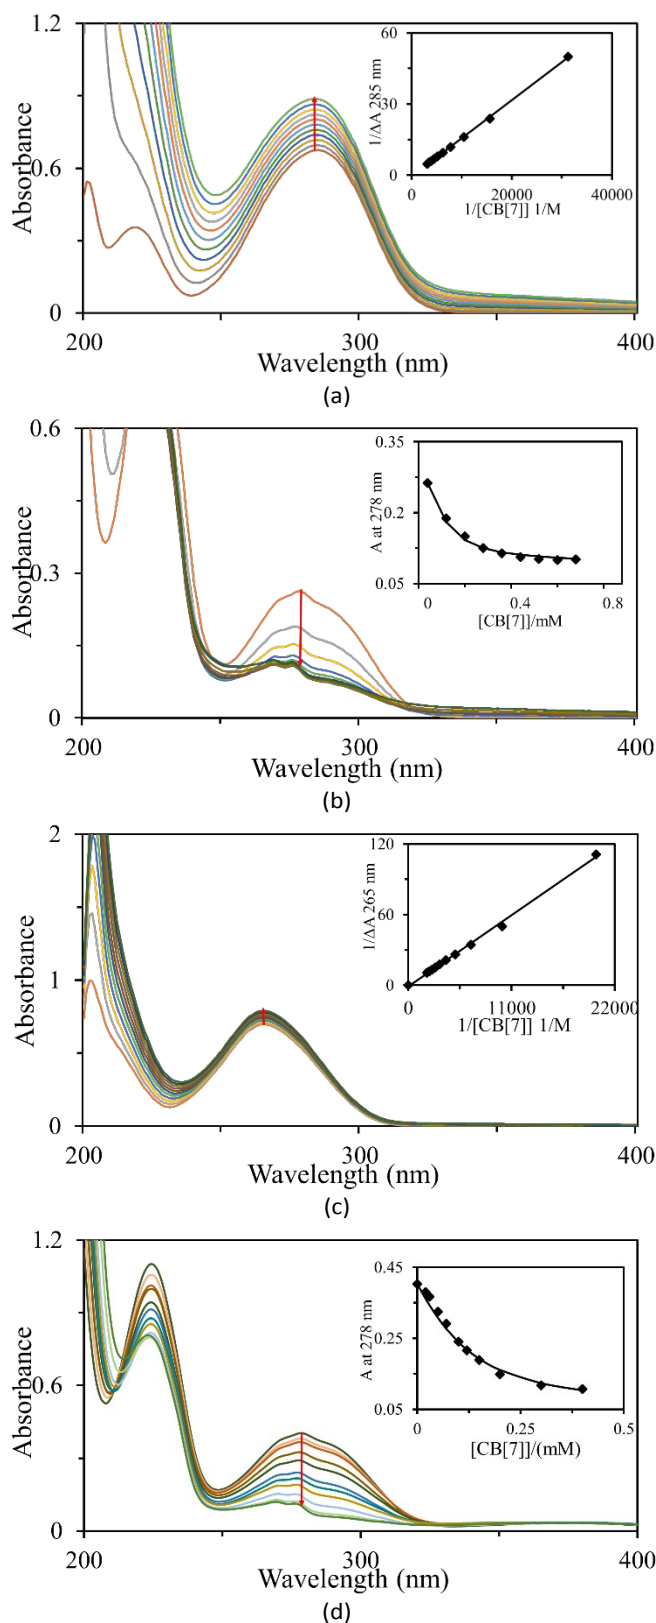 1.2
0.6
0
Absorbance
200
300
400
Wavelength (nm)
60
30
0
1/ΔA 285 nm
0
20000
40000
1/[CB[7]] 1/M
(a)
0.6
0.3
0
Absorbance
200
300
400
Wavelength (nm)
0.35
0.2
0.05
A at 278 nm
0
0.4
0.8
[CB[7]]/mM
(b)
2
1
0
Absorbance
200
300
400
Wavelength (nm)
120
60
0
1/ΔA 265 nm
0
11000
22000
1/[CB[7]] 1/M
(c)
1.2
0.6
0
Absorbance
200
300
400
Wavelength (nm)
0.45
0.25
0.05
A at 278 nm
0
0.25
0.5
[CB[7]]/(mM)
(d)